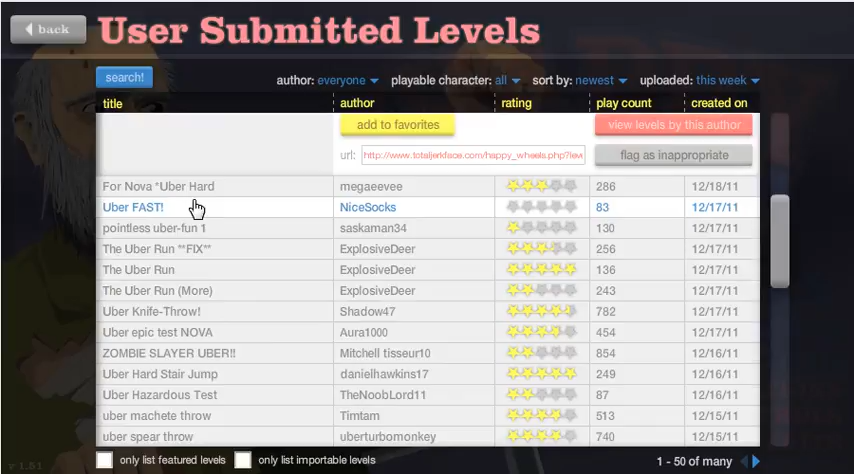 back
User Submitted Levels
search!
author: everyone playable character: all sort by: newest uploaded: this week
title author rating play count created on
add to favorites view levels by this author
url: http://www.totaljerkface.com/happy_wheels.php?lev flag as inappropriate
For Nova *Uber Hard megaeevee 286 12/18/11
Uber FAST! NiceSocks 83 12/17/11
pointless uber-fun 1 saskaman34 130 12/17/11
The Uber Run **FIX** ExplosiveDeer 256 12/17/11
The Uber Run ExplosiveDeer 136 12/17/11
The Uber Run (More) ExplosiveDeer 243 12/17/11
Uber Knife-Throw! Shadow47 782 12/17/11
Uber epic test NOVA Aura1000 454 12/17/11
ZOMBIE SLAYER UBER!! Mitchell tisseur10 854 12/16/11
Uber Hard Stair Jump danielhawkins17 249 12/16/11
Uber Hazardous Test TheNoobLord11 87 12/16/11
uber machete throw Timtam 513 12/15/11
uber spear throw uberturbomonkey 740 12/15/11
only list featured levels only list importable levels 1 - 50 of many
v 1.51